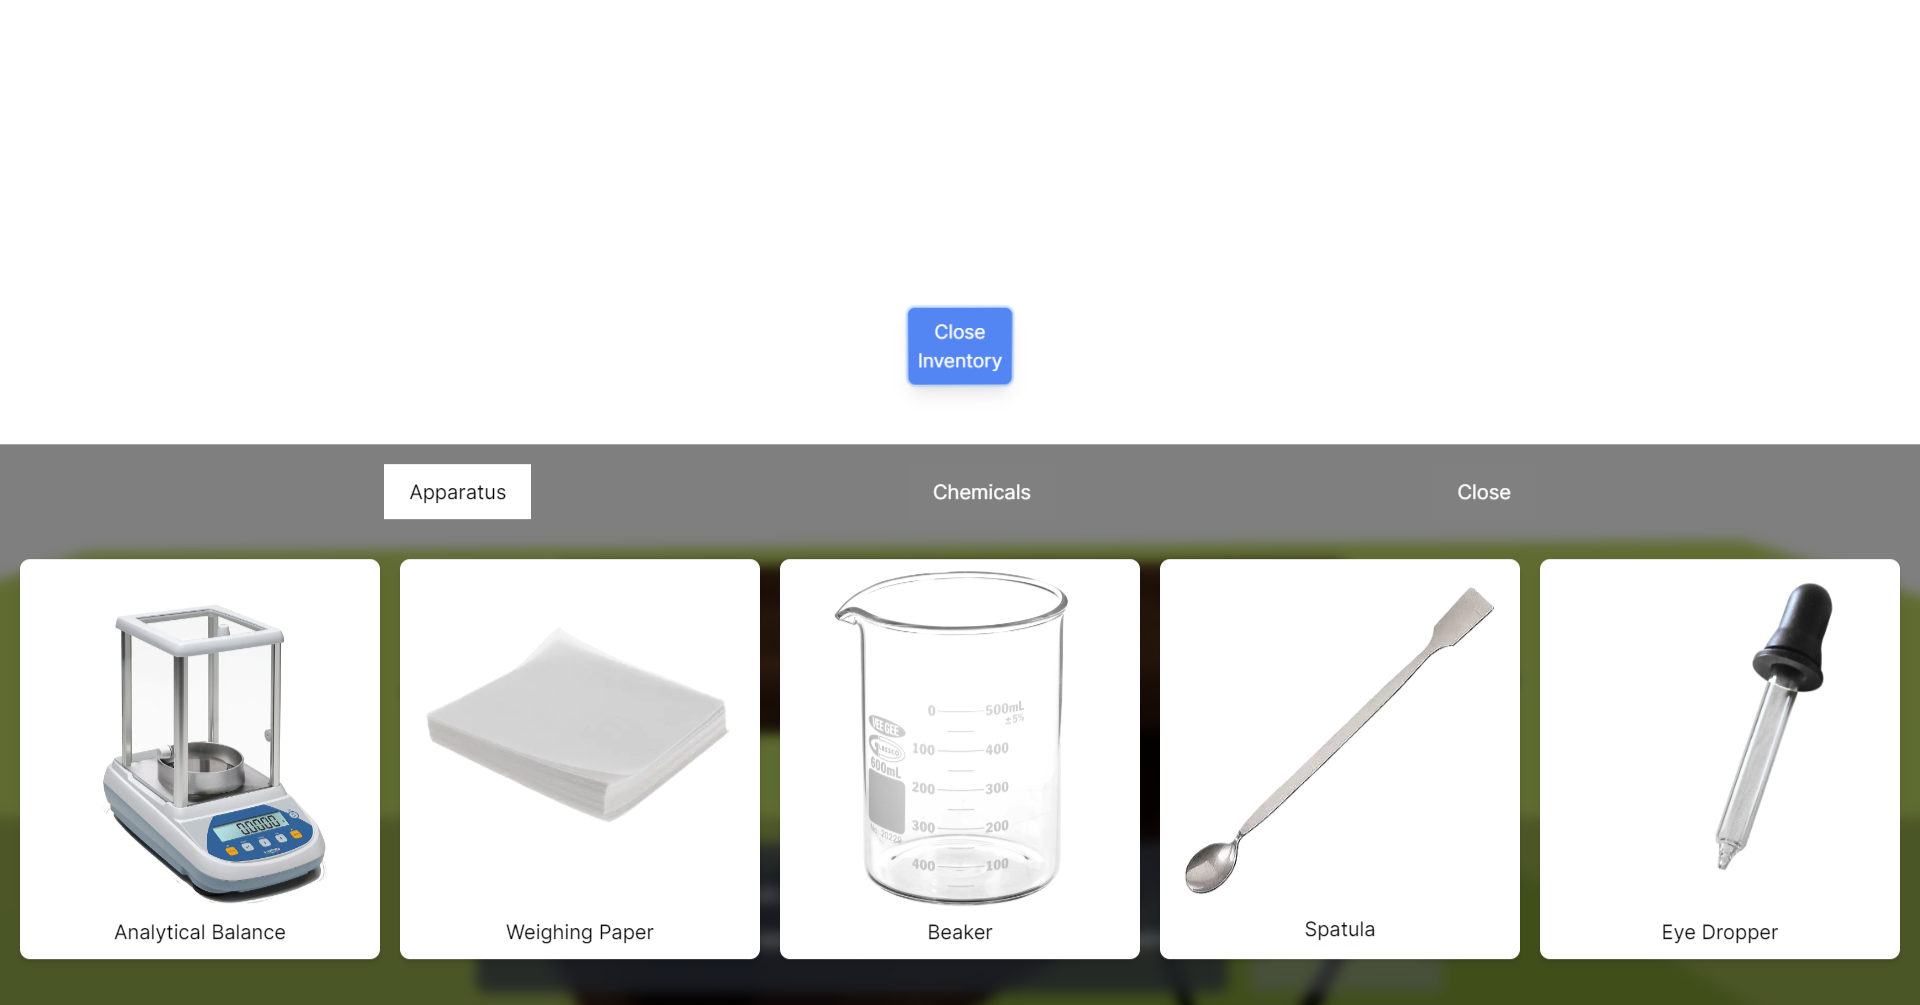 Close
Inventory
Apparatus
Chemicals
Close
0.0000
Analytical Balance
Weighing Paper
0 500mL
±5%
VEE GEE
100 400
600mL
200 300
300 200
400 100
Beaker
Spatula
Eye Dropper